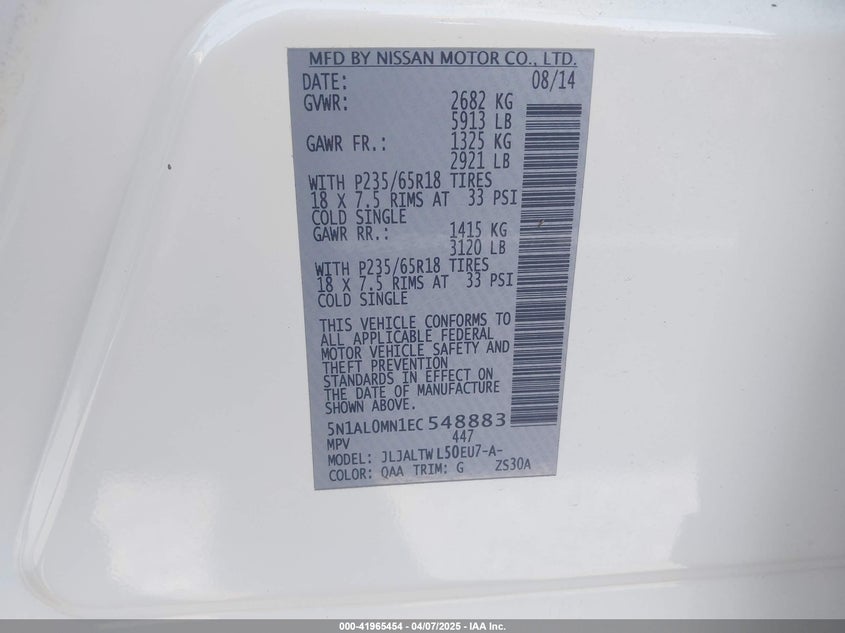 MFD BY NISSAN MOTOR CO., LTD.
DATE: 08/14
GVWR: 2682 KG
5913 LB
GAWR FR.: 1325 KG
2921 LB
WITH P235/65R18 TIRES
18 X 7.5 RIMS AT 33 PSI
COLD SINGLE
GAWR RR.: 1415 KG
3120 LB
WITH P235/65R18 TIRES
18 X 7.5 RIMS AT 33 PSI
COLD SINGLE
THIS VEHICLE CONFORMS TO
ALL APPLICABLE FEDERAL
MOTOR VEHICLE SAFETY AND
THEFT PREVENTION
STANDARDS IN EFFECT ON
THE DATE OF MANUFACTURE
SHOWN ABOVE.
5N1AL0MN1EC548883
MPV 447
MODEL: JLJALTWL50EU7-A-
COLOR: QAA TRIM: G ZS30A
000-41965454 - 04/07/2025 - IAA Inc.